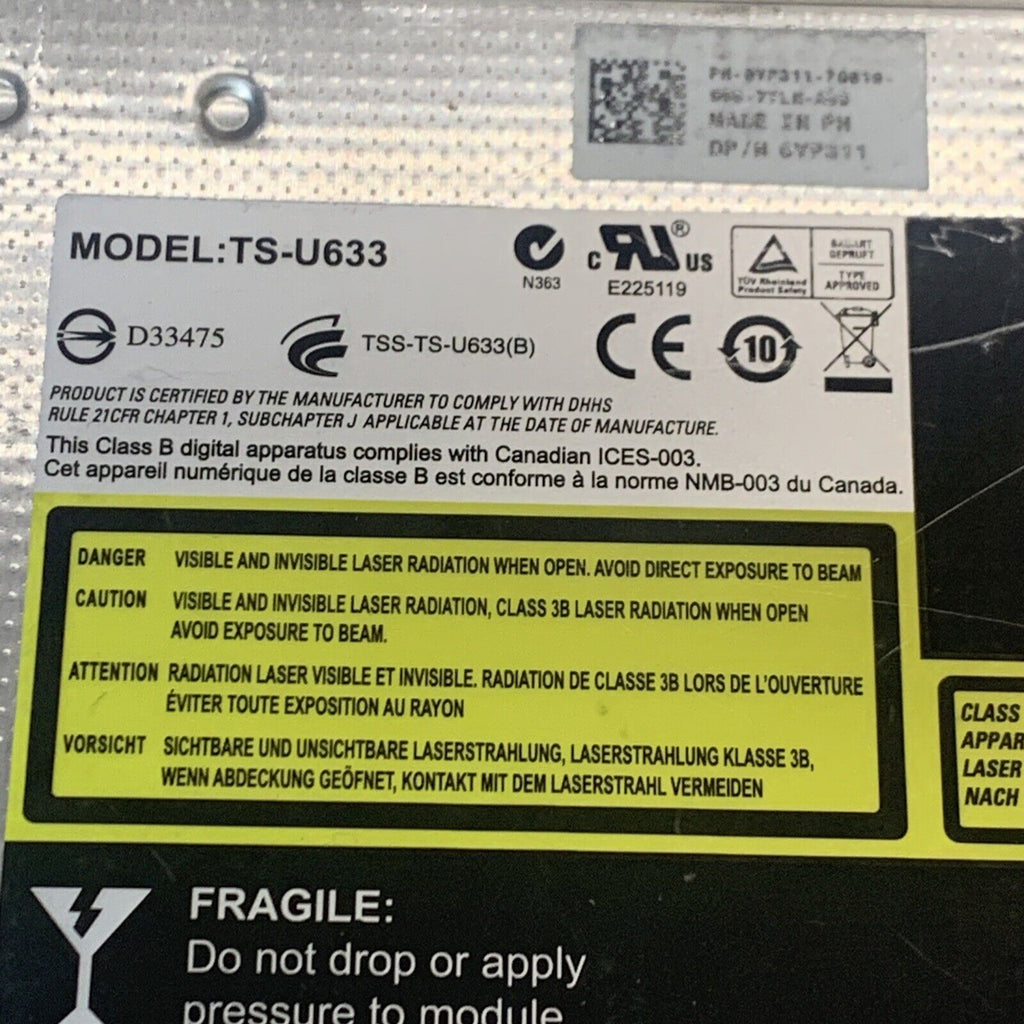 MADE IN PH
MODEL:TS-U633
N363
c RU® US
E225119
TÜV Rheinland
Product Safety
BAUART
GEPRUFT
TYPE
APPROVED
D33475
TSS-TS-U633(B)
CE
10
PRODUCT IS CERTIFIED BY THE MANUFACTURER TO COMPLY WITH DHHS
RULE 21CFR CHAPTER 1, SUBCHAPTER J APPLICABLE AT THE DATE OF MANUFACTURE.
This Class B digital apparatus complies with Canadian ICES-003.
Cet appareil numérique de la classe B est conforme à la norme NMB-003 du Canada.
DANGER VISIBLE AND INVISIBLE LASER RADIATION WHEN OPEN. AVOID DIRECT EXPOSURE TO BEAM
CAUTION VISIBLE AND INVISIBLE LASER RADIATION, CLASS 3B LASER RADIATION WHEN OPEN
AVOID EXPOSURE TO BEAM.
ATTENTION RADIATION LASER VISIBLE ET INVISIBLE. RADIATION DE CLASSE 3B LORS DE L'OUVERTURE
ÉVITER TOUTE EXPOSITION AU RAYON
VORSICHT SICHTBARE UND UNSICHTBARE LASERSTRAHLUNG, LASERSTRAHLUNG KLASSE 3B,
WENN ABDECKUNG GEÖFNET, KONTAKT MIT DEM LASERSTRAHL VERMEIDEN
CLASS
APPAR
LASER
NACH
FRAGILE:
Do not drop or apply
pressure to module